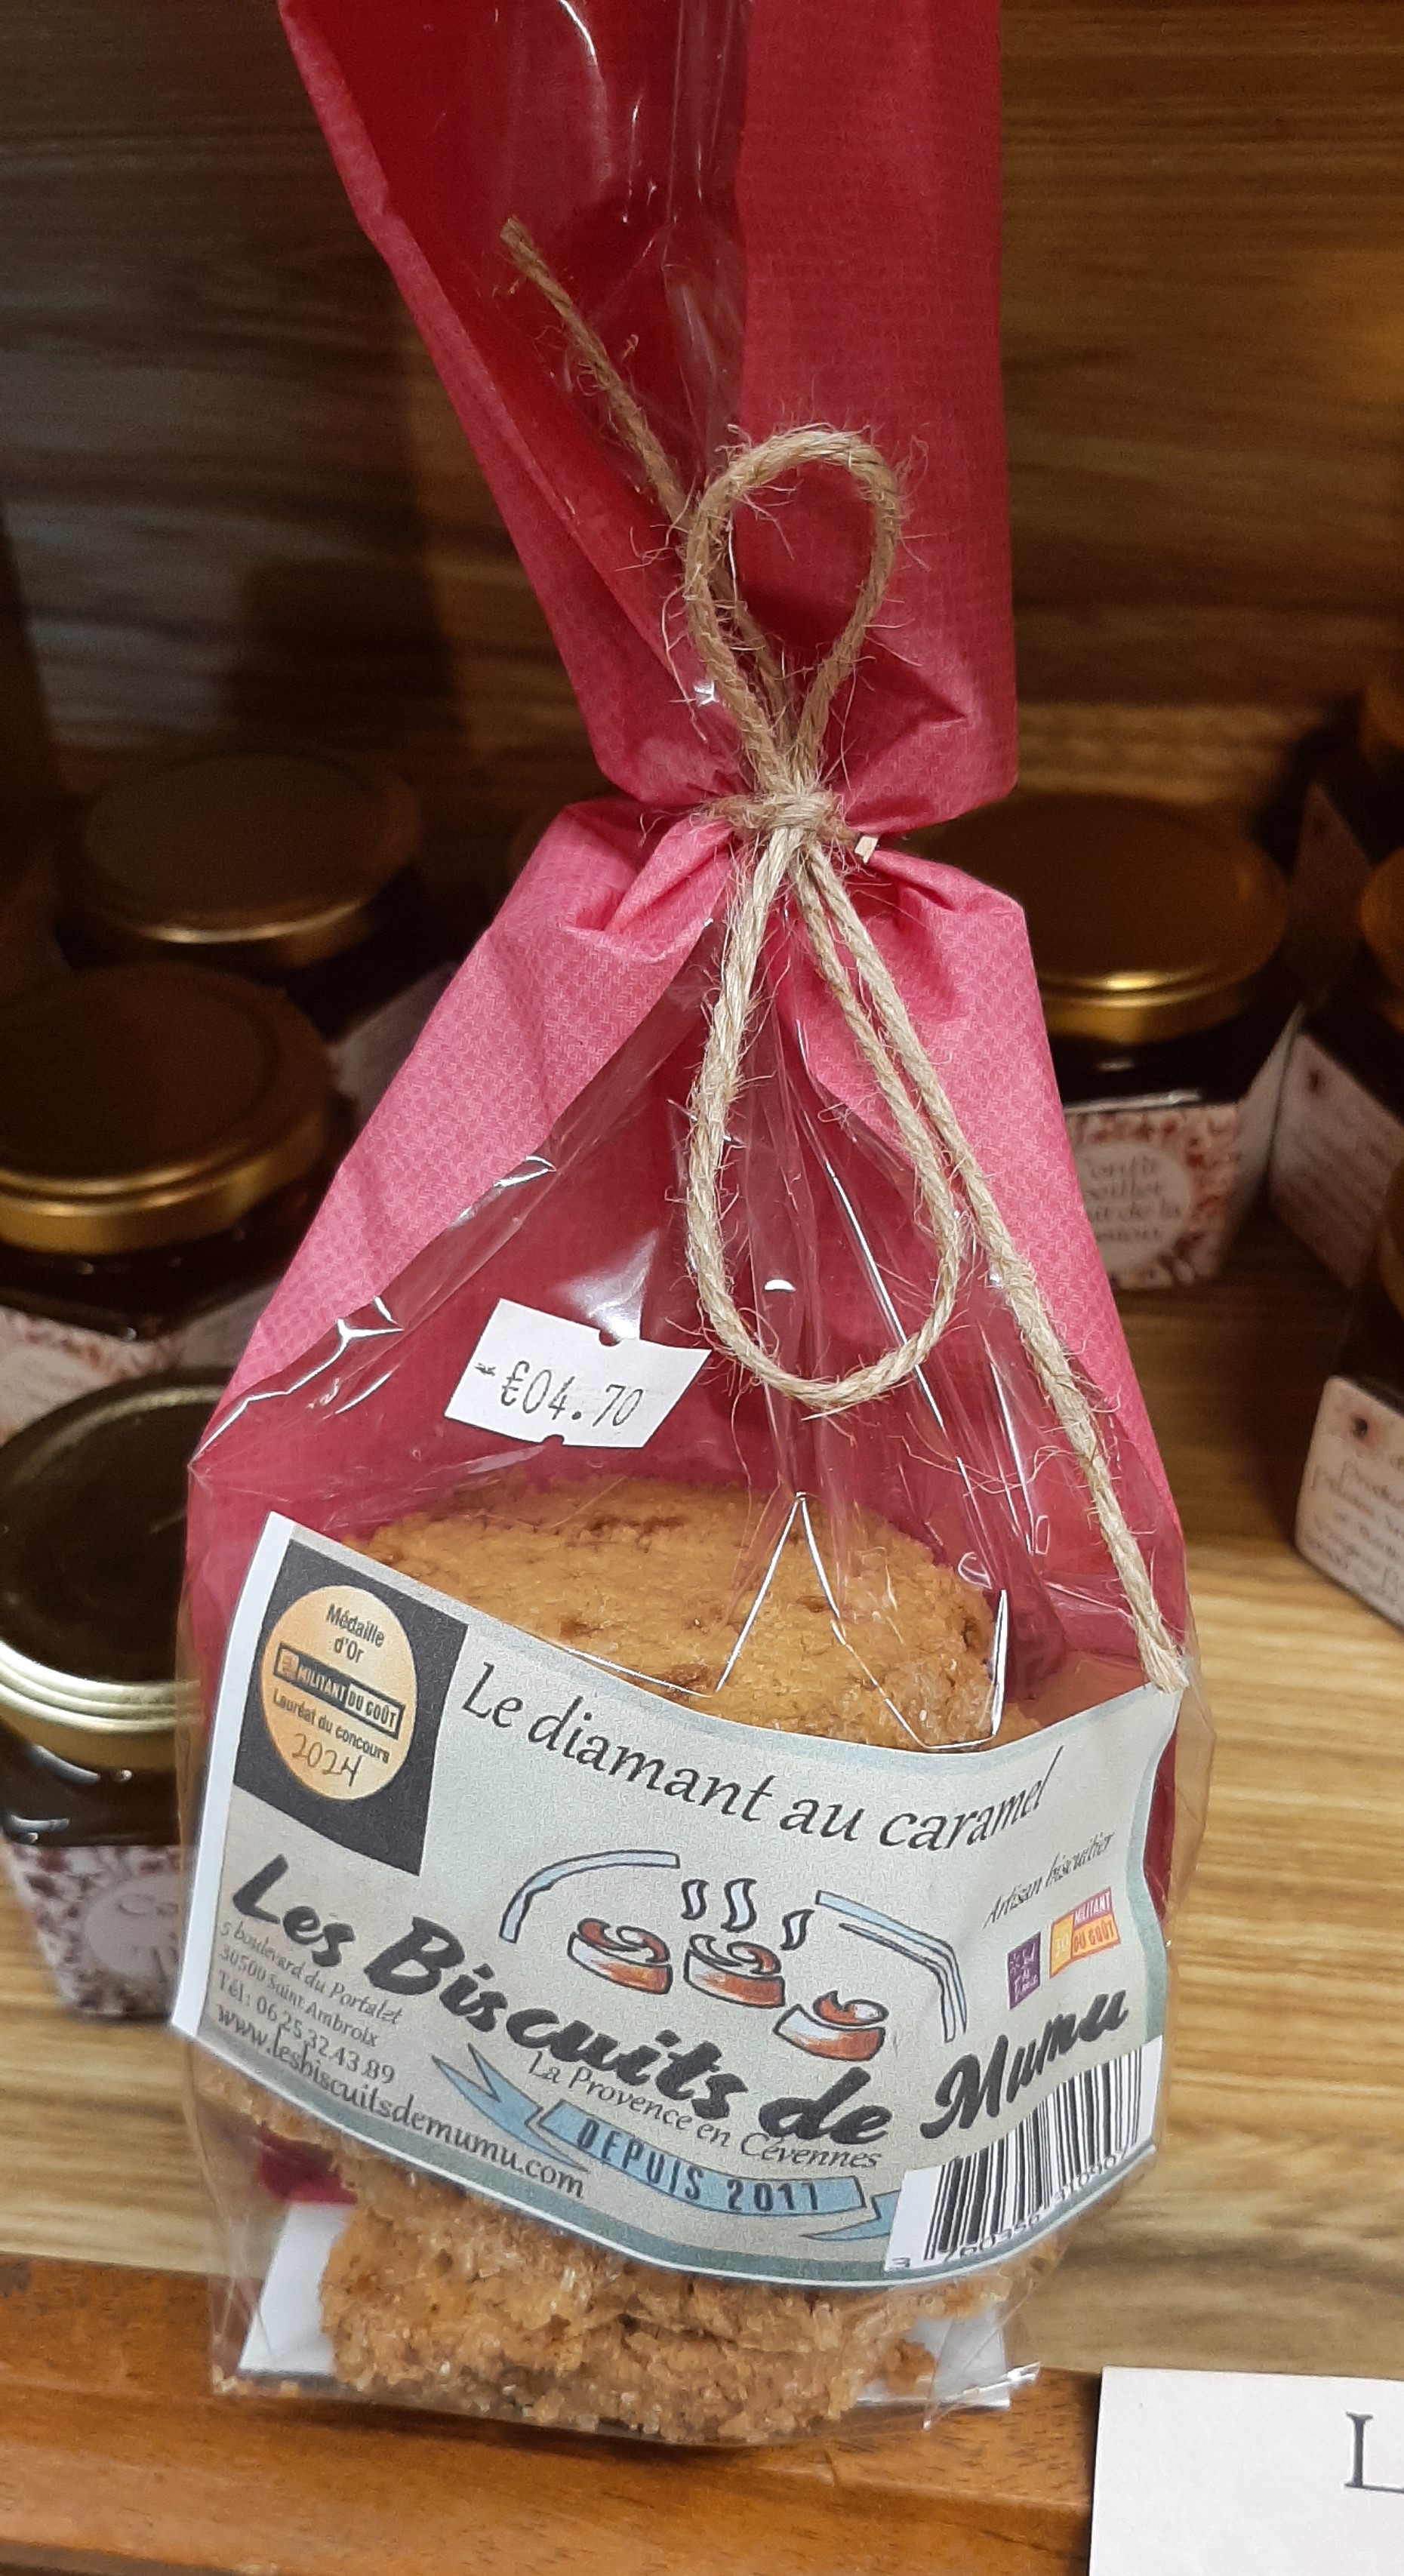 €04.70
Médaille
d'Or
MILITANT DU GOÛT
Lauréat du concours
2024
Le diamant au caramel
Artisan biscuitier
MILITANT
DU GOÛT
Les Biscuits de Mumu
5 boulevard du Portalet
30500 Saint Ambroix
Tél: 06.25.32.43.89
www.lesbiscuitsdemumu.com
La Provence en Cévennes
DEPUIS 2017
L